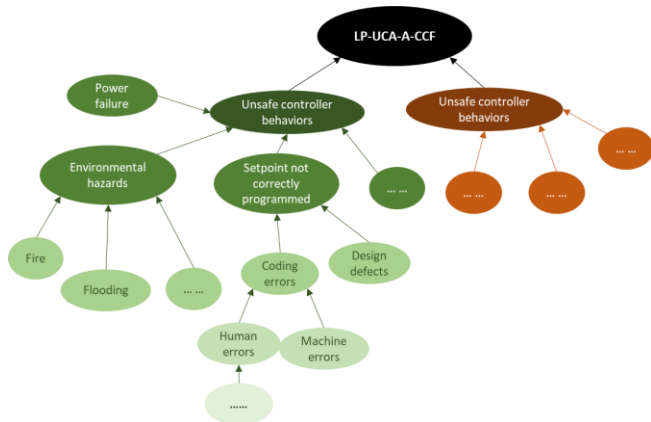 LP-UCA-A-CCF
Power
failure
Unsafe controller
behaviors
Unsafe controller
behaviors
Environmental
hazards
Setpoint not
correctly
programmed
... ...
... ...
... ...
... ...
Fire
Flooding
... ...
Coding
errors
Design
defects
Human
errors
Machine
errors
......